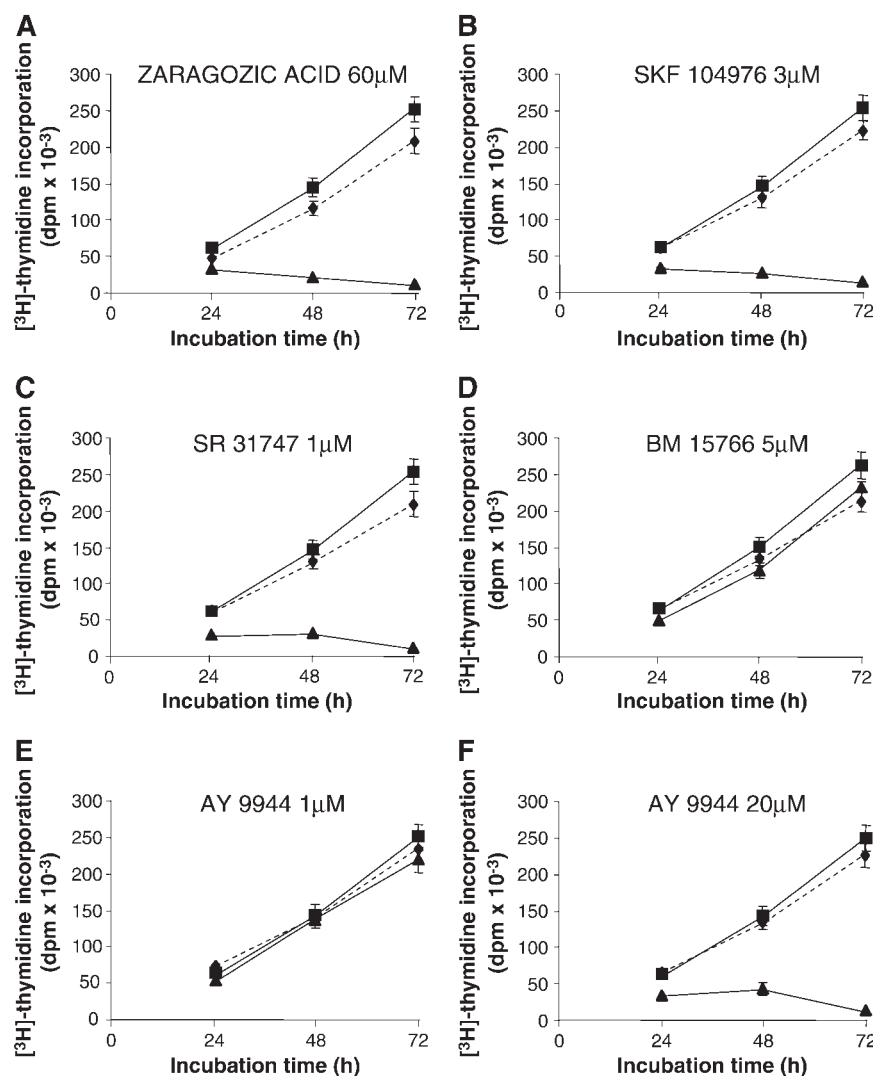 A
ZARAGOZIC ACID 60μM
[³H]-thymidine incorporation
(dpm x 10⁻³)
300
250
200
150
100
50
0
0 24 48 72
Incubation time (h)
B
SKF 104976 3μM
[³H]-thymidine incorporation
(dpm x 10⁻³)
300
250
200
150
100
50
0
0 24 48 72
Incubation time (h)
C
SR 31747 1μM
[³H]-thymidine incorporation
(dpm x 10⁻³)
300
250
200
150
100
50
0
0 24 48 72
Incubation time (h)
D
BM 15766 5μM
[³H]-thymidine incorporation
(dpm x 10⁻³)
300
250
200
150
100
50
0
0 24 48 72
Incubation time (h)
E
AY 9944 1μM
[³H]-thymidine incorporation
(dpm x 10⁻³)
300
250
200
150
100
50
0
0 24 48 72
Incubation time (h)
F
AY 9944 20μM
[³H]-thymidine incorporation
(dpm x 10⁻³)
300
250
200
150
100
50
0
0 24 48 72
Incubation time (h)